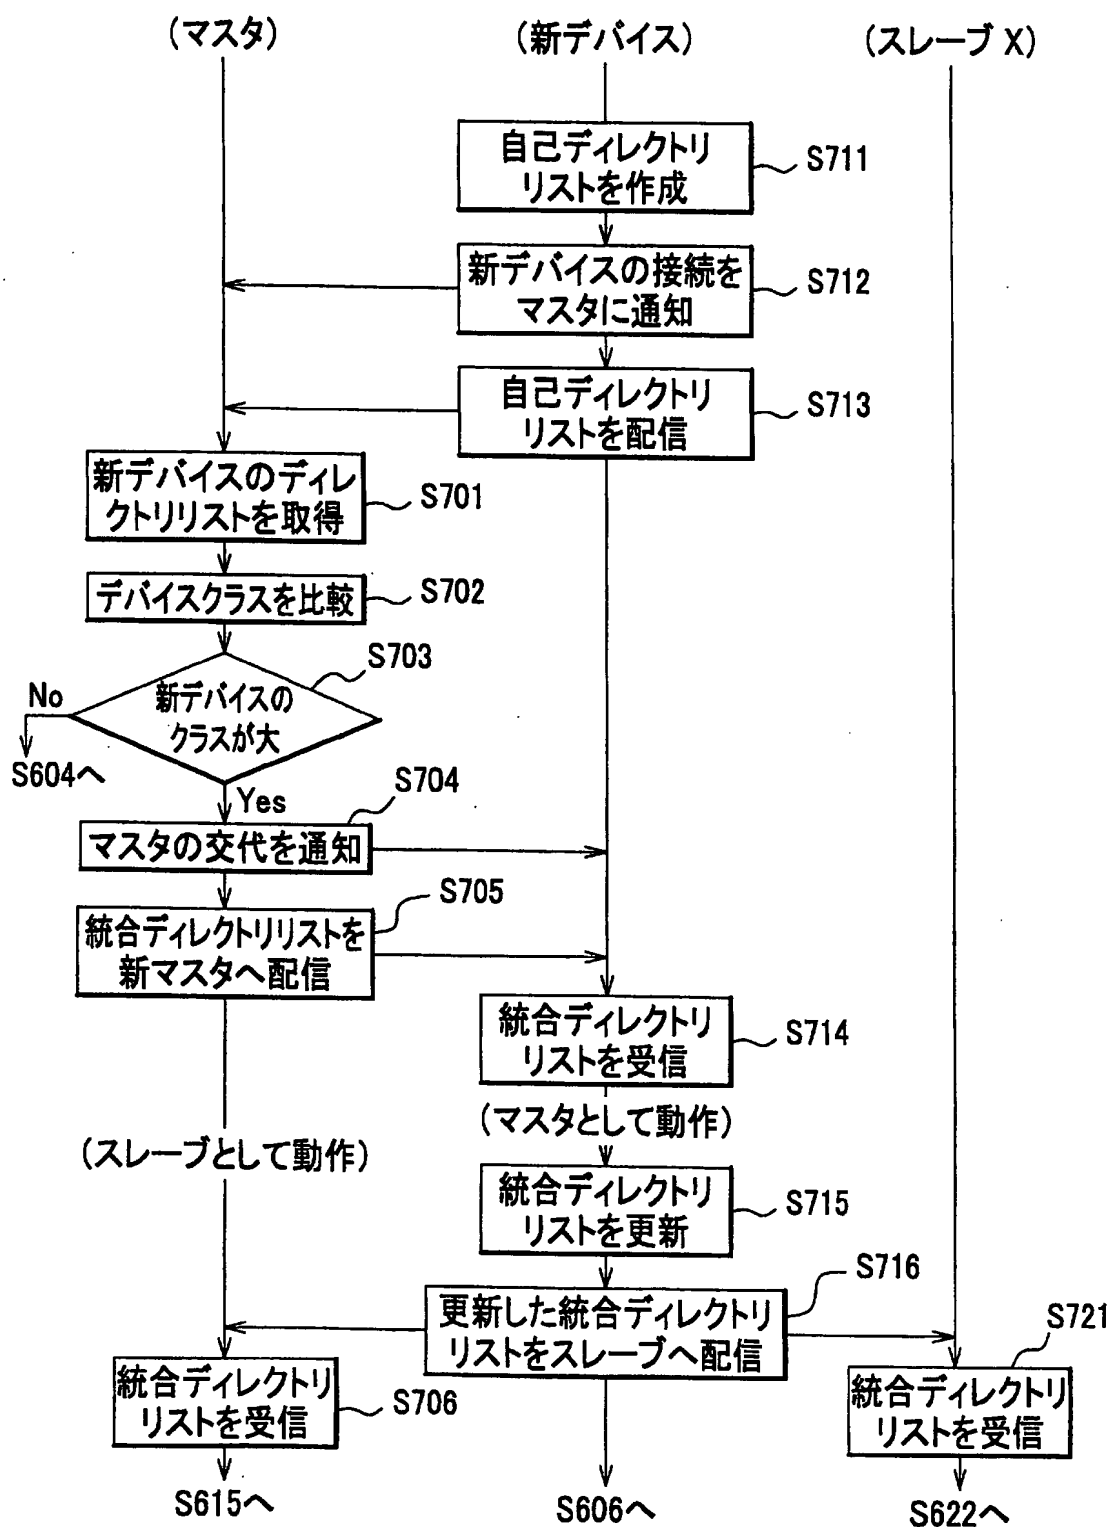 (マスタ)
(新デバイス)
(スレーブ X)
自己ディレクトリ
リストを作成
S711
新デバイスの接続を
マスタに通知
S712
自己ディレクトリ
リストを配信
S713
新デバイスのディレ
クトリリストを取得
S701
デバイスクラスを比較
S702
S703
No
新デバイスの
クラスが大
S604へ
Yes
S704
マスタの交代を通知
S705
統合ディレクトリリストを
新マスタへ配信
統合ディレクトリ
リストを受信
S714
(マスタとして動作)
(スレーブとして動作)
統合ディレクトリ
リストを更新
S715
S716
更新した統合ディレクトリ
リストをスレーブへ配信
S721
統合ディレクトリ
リストを受信
S706
統合ディレクトリ
リストを受信
S615へ
S606へ
S622へ